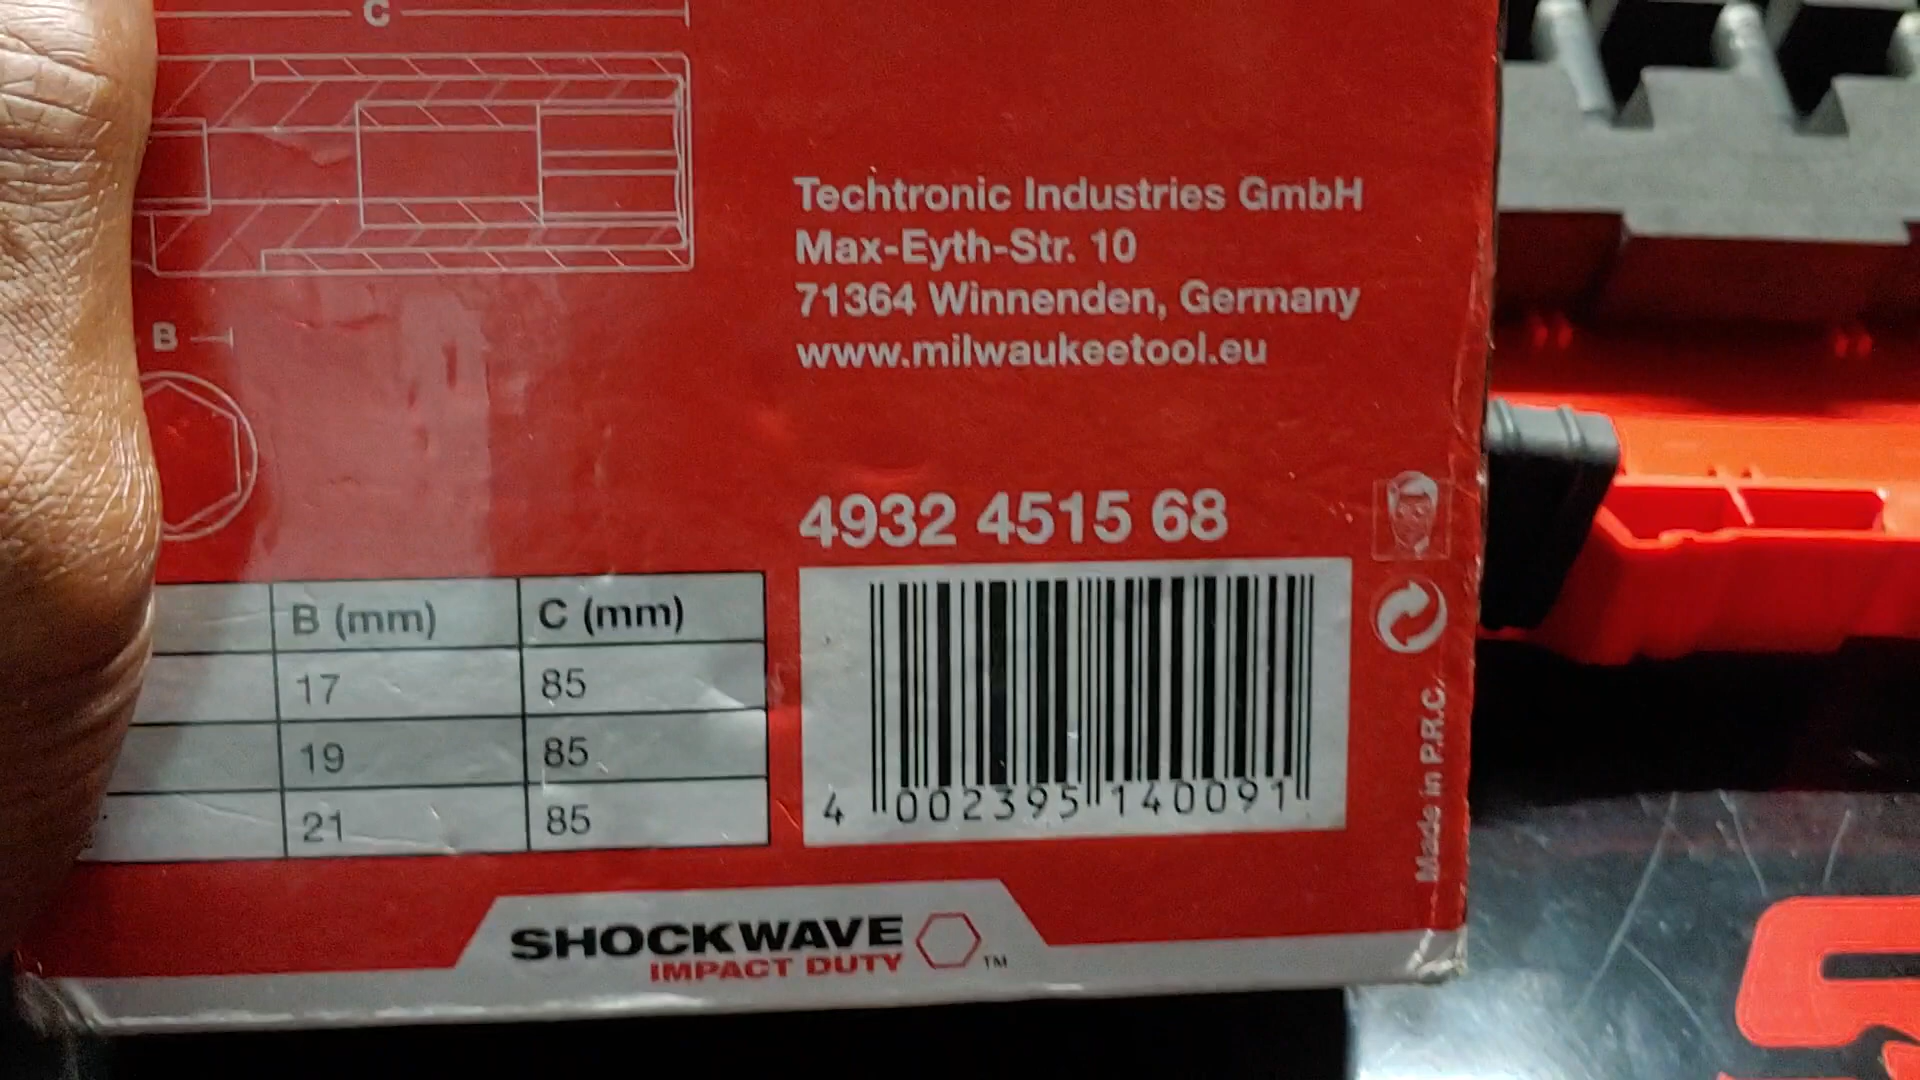 C
Techtronic Industries GmbH
Max-Eyth-Str. 10
71364 Winnenden, Germany
www.milwaukeetool.eu
B
4932 4515 68
B (mm) C (mm)
17 85
19 85
21 85
4 002395 140091
Made in P.R.C.
SHOCKWAVE
IMPACT DUTY
TM